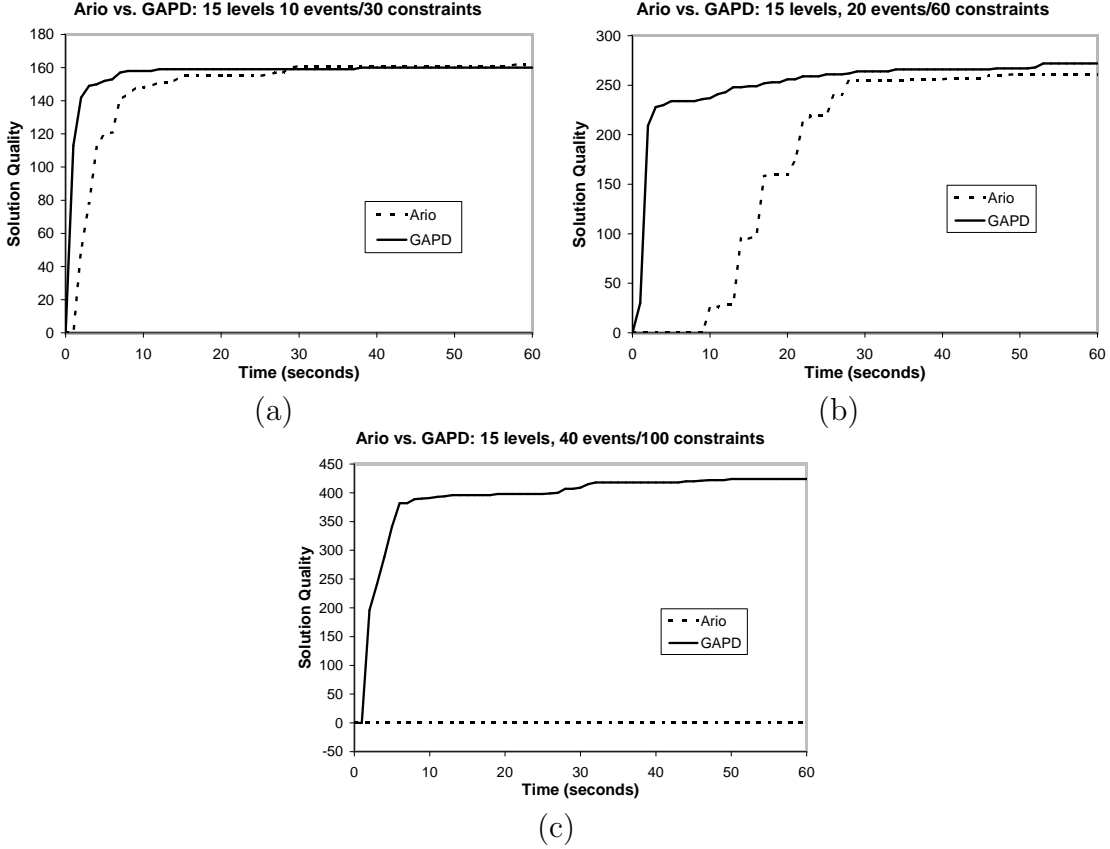 Ario vs. GAPD: 15 levels 10 events/30 constraints
180
160
140
120
100
80
60
40
20
0
Solution Quality
Ario
GAPD
0 10 20 30 40 50 60
Time (seconds)
(a)
Ario vs. GAPD: 15 levels, 20 events/60 constraints
300
250
200
150
100
50
0
Solution Quality
Ario
GAPD
0 10 20 30 40 50 60
Time (seconds)
(b)
Ario vs. GAPD: 15 levels, 40 events/100 constraints
450
400
350
300
250
200
150
100
50
0
-50
Solution Quality
Ario
GAPD
0 10 20 30 40 50 60
Time (seconds)
(c)